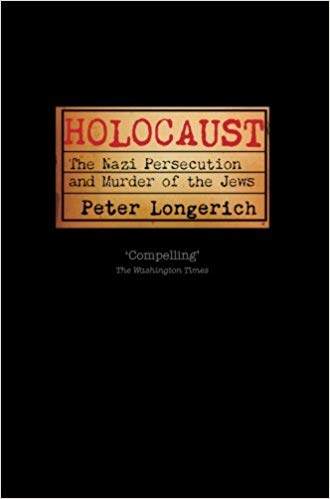 HOLOCAUST
The Nazi Persecution
and Murder of the Jews
Peter Longerich
‘Compelling’
The Washington Times